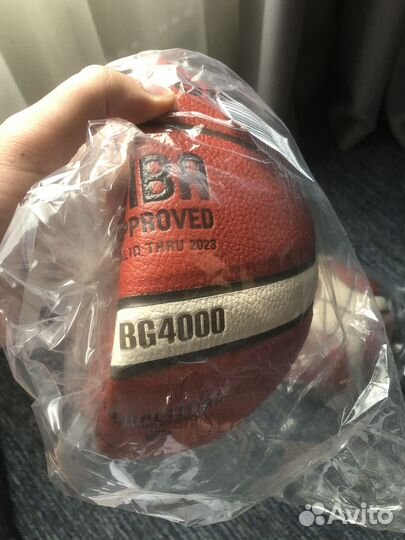 IBA
PPROVED
LID THRU 2023
BG4000
Avito